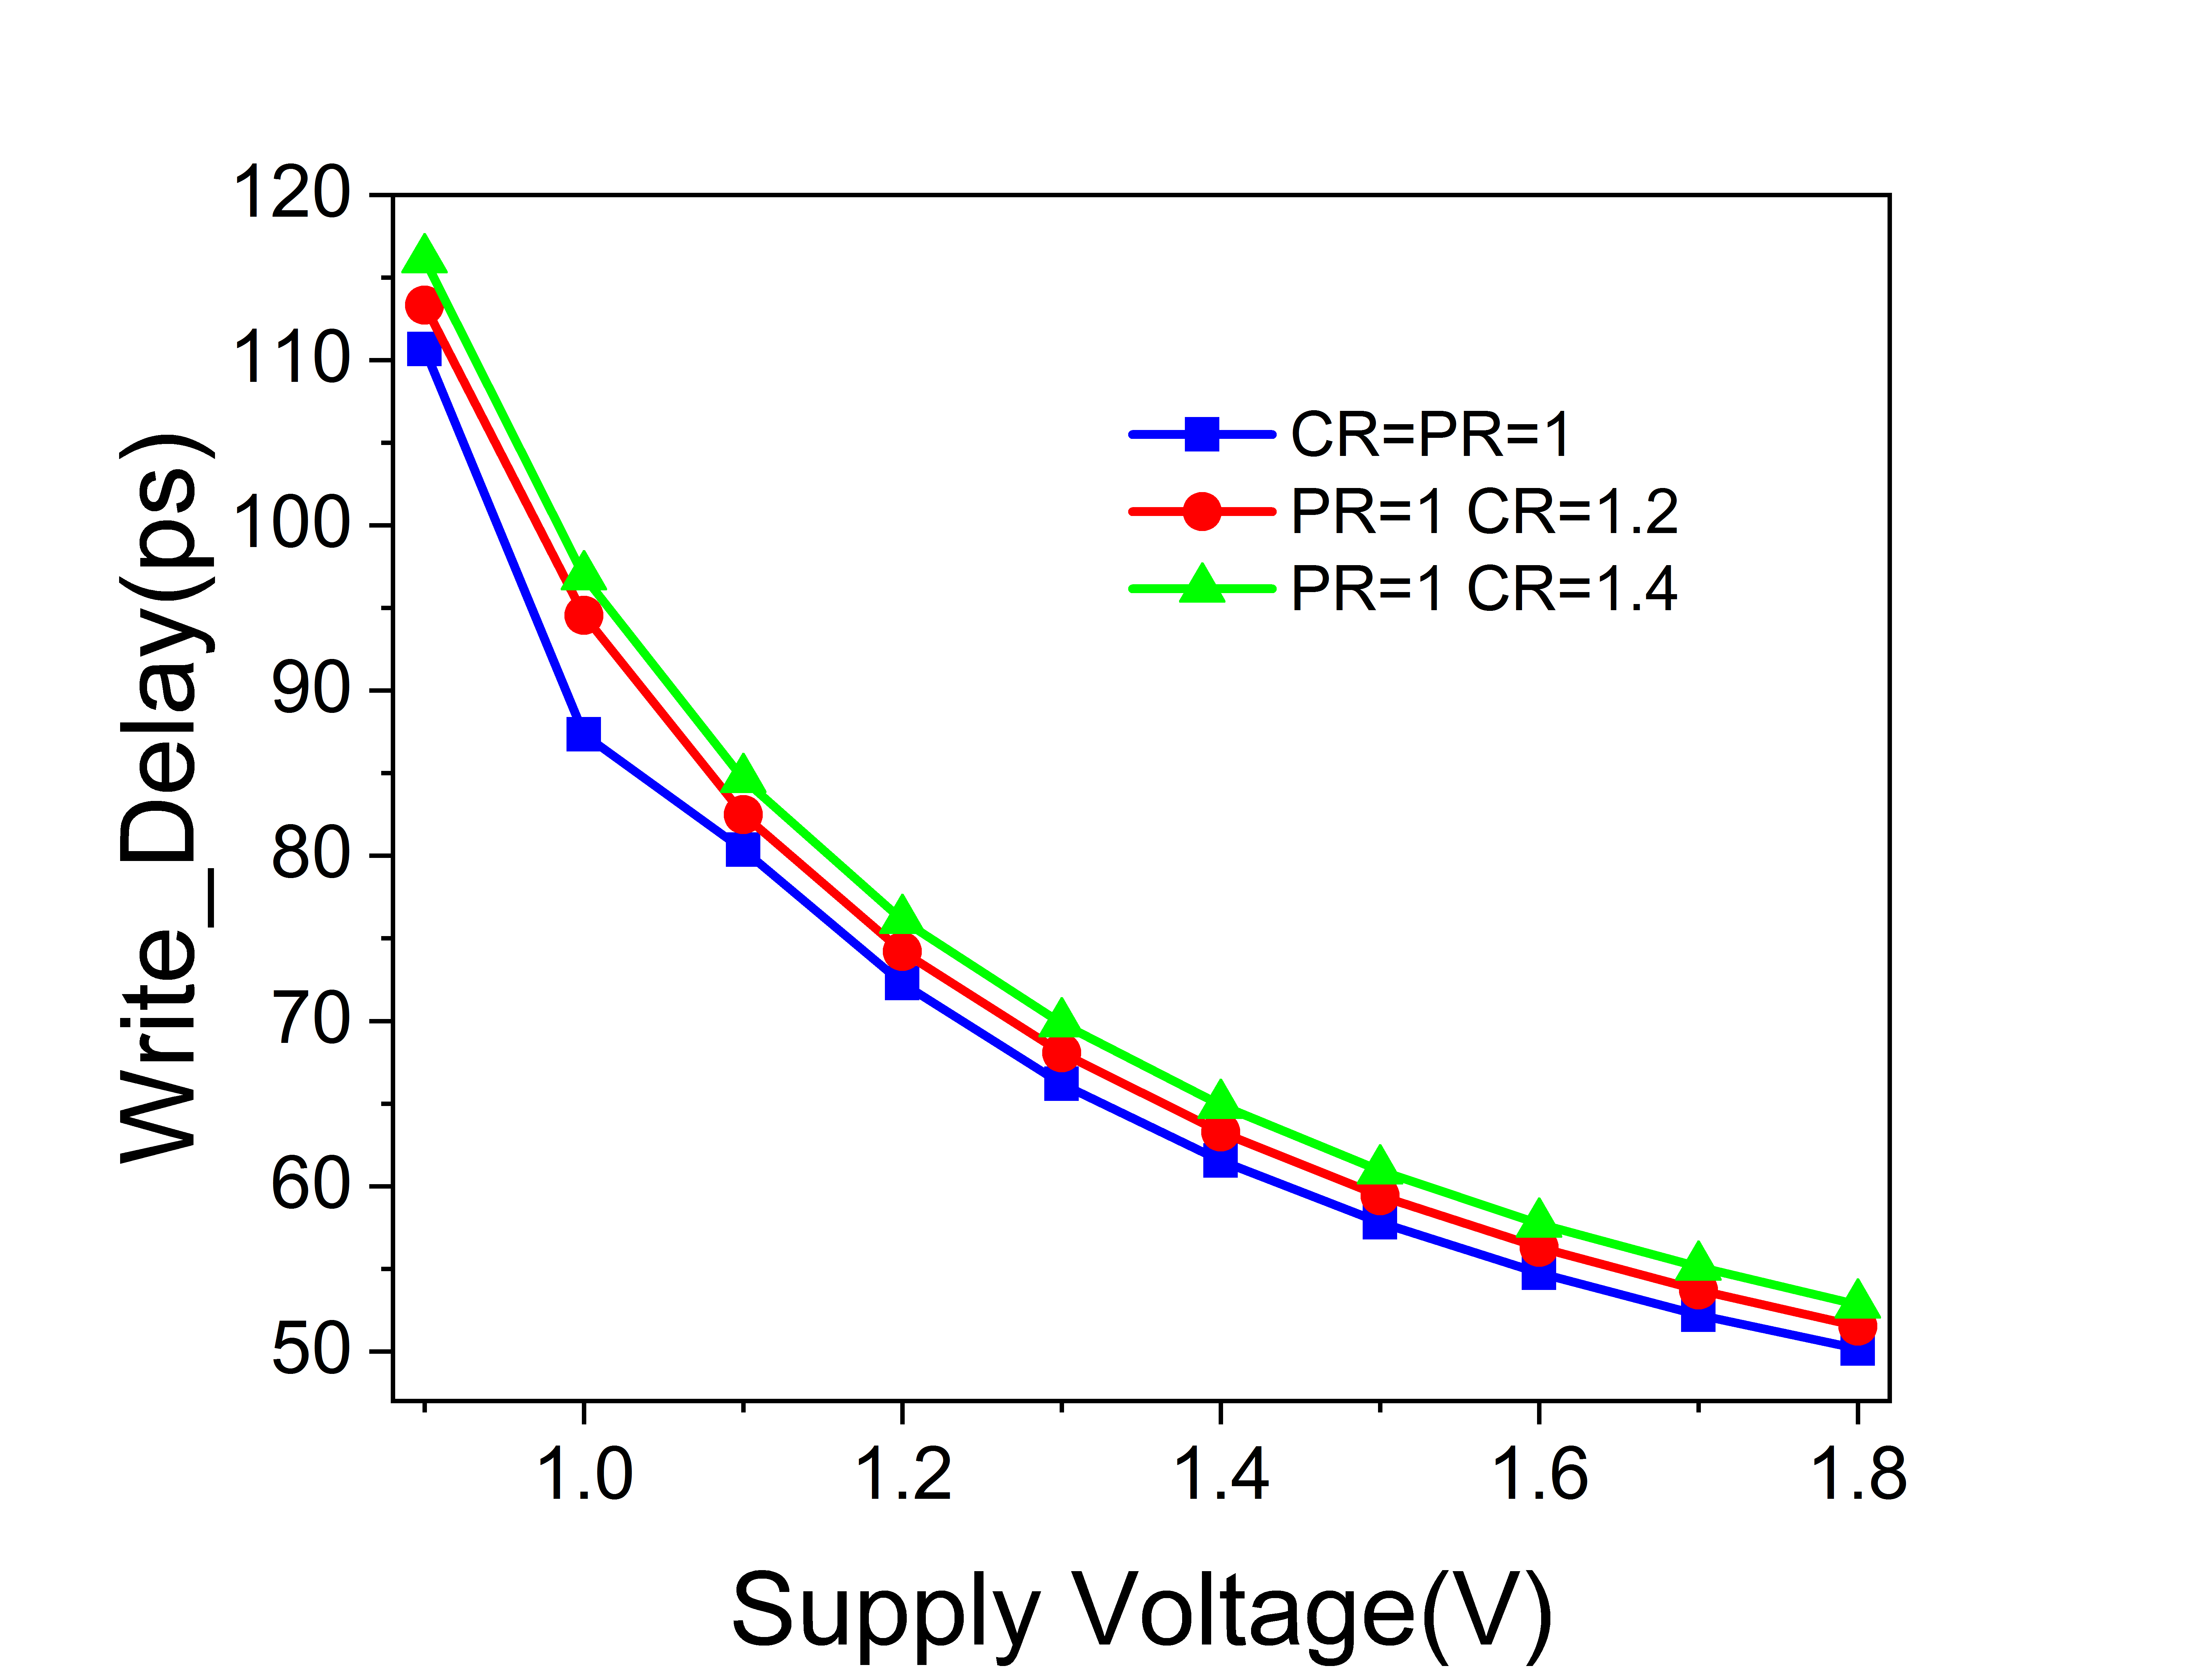 120
110
100
90
80
70
60
50
Write_Delay(ps)
CR=PR=1
PR=1 CR=1.2
PR=1 CR=1.4
1.0 1.2 1.4 1.6 1.8
Supply Voltage(V)